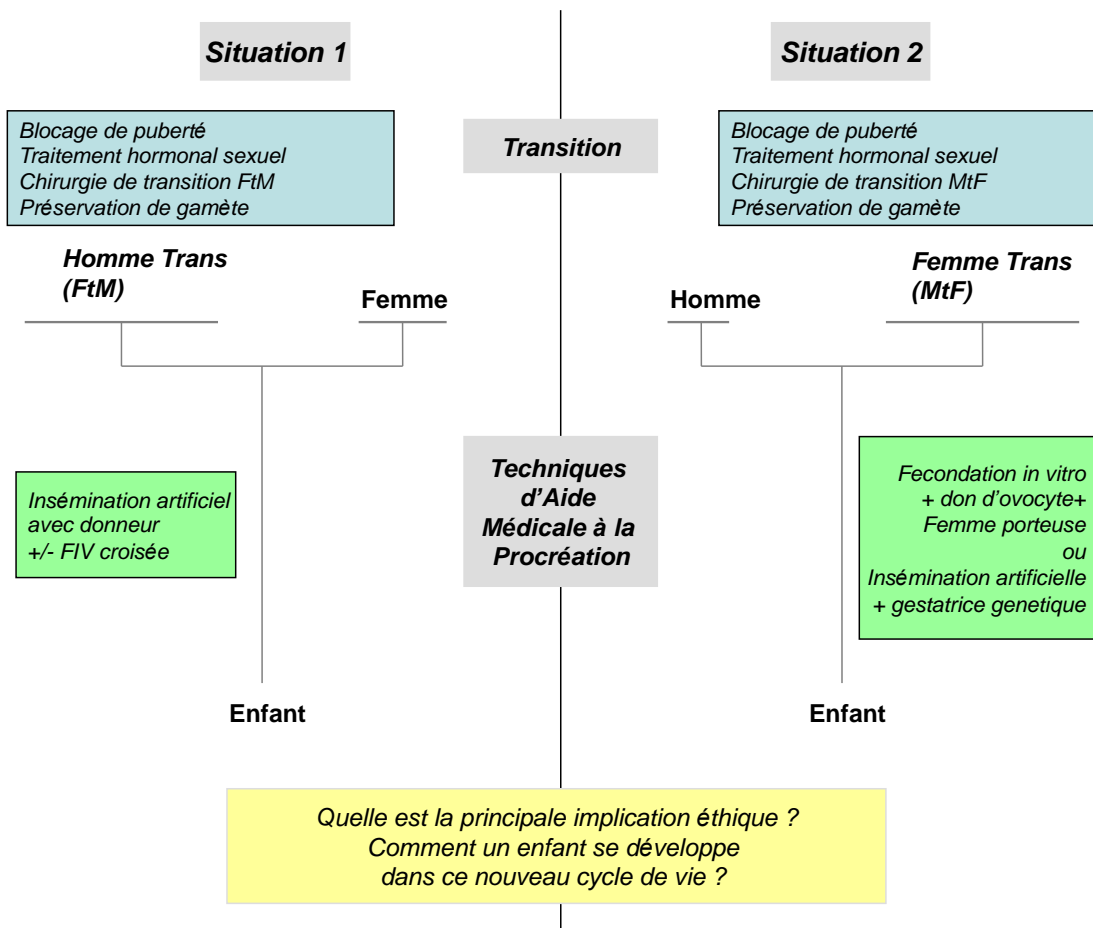 Situation 1
Situation 2
Blocage de puberté
Traitement hormonal sexuel
Chirurgie de transition FtM
Préservation de gamète
Transition
Blocage de puberté
Traitement hormonal sexuel
Chirurgie de transition MtF
Préservation de gamète
Homme Trans
(FtM)
Femme
Homme
Femme Trans
(MtF)
Insémination artificiel
avec donneur
+/- FIV croisée
Techniques
d'Aide
Médicale à la
Procréation
Fecondation in vitro
+ don d'ovocyte+
Femme porteuse
ou
Insémination artificielle
+ gestatrice genetique
Enfant
Enfant
Quelle est la principale implication éthique ?
Comment un enfant se développe
dans ce nouveau cycle de vie ?